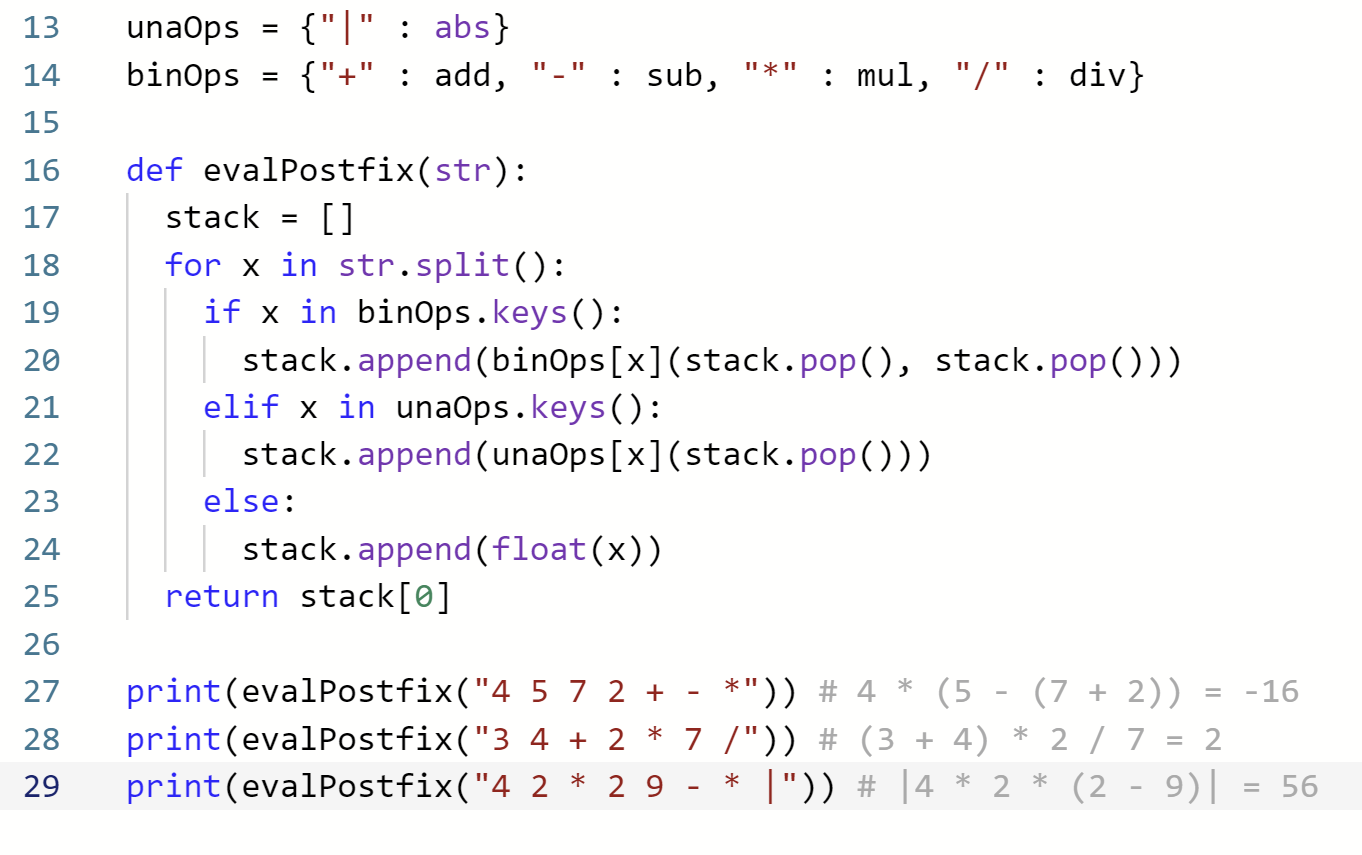 13 unaOps = {"|" : abs}
14 binOps = {"+" : add, "-" : sub, "*" : mul, "/" : div}
15
16 def evalPostfix(str):
17   stack = []
18   for x in str.split():
19     if x in binOps.keys():
20       stack.append(binOps[x](stack.pop(), stack.pop()))
21     elif x in unaOps.keys():
22       stack.append(unaOps[x](stack.pop()))
23     else:
24       stack.append(float(x))
25   return stack[0]
26
27 print(evalPostfix("4 5 7 2 + - *")) # 4 * (5 - (7 + 2)) = -16
28 print(evalPostfix("3 4 + 2 * 7 /")) # (3 + 4) * 2 / 7 = 2
29 print(evalPostfix("4 2 * 2 9 - * |")) # |4 * 2 * (2 - 9)| = 56